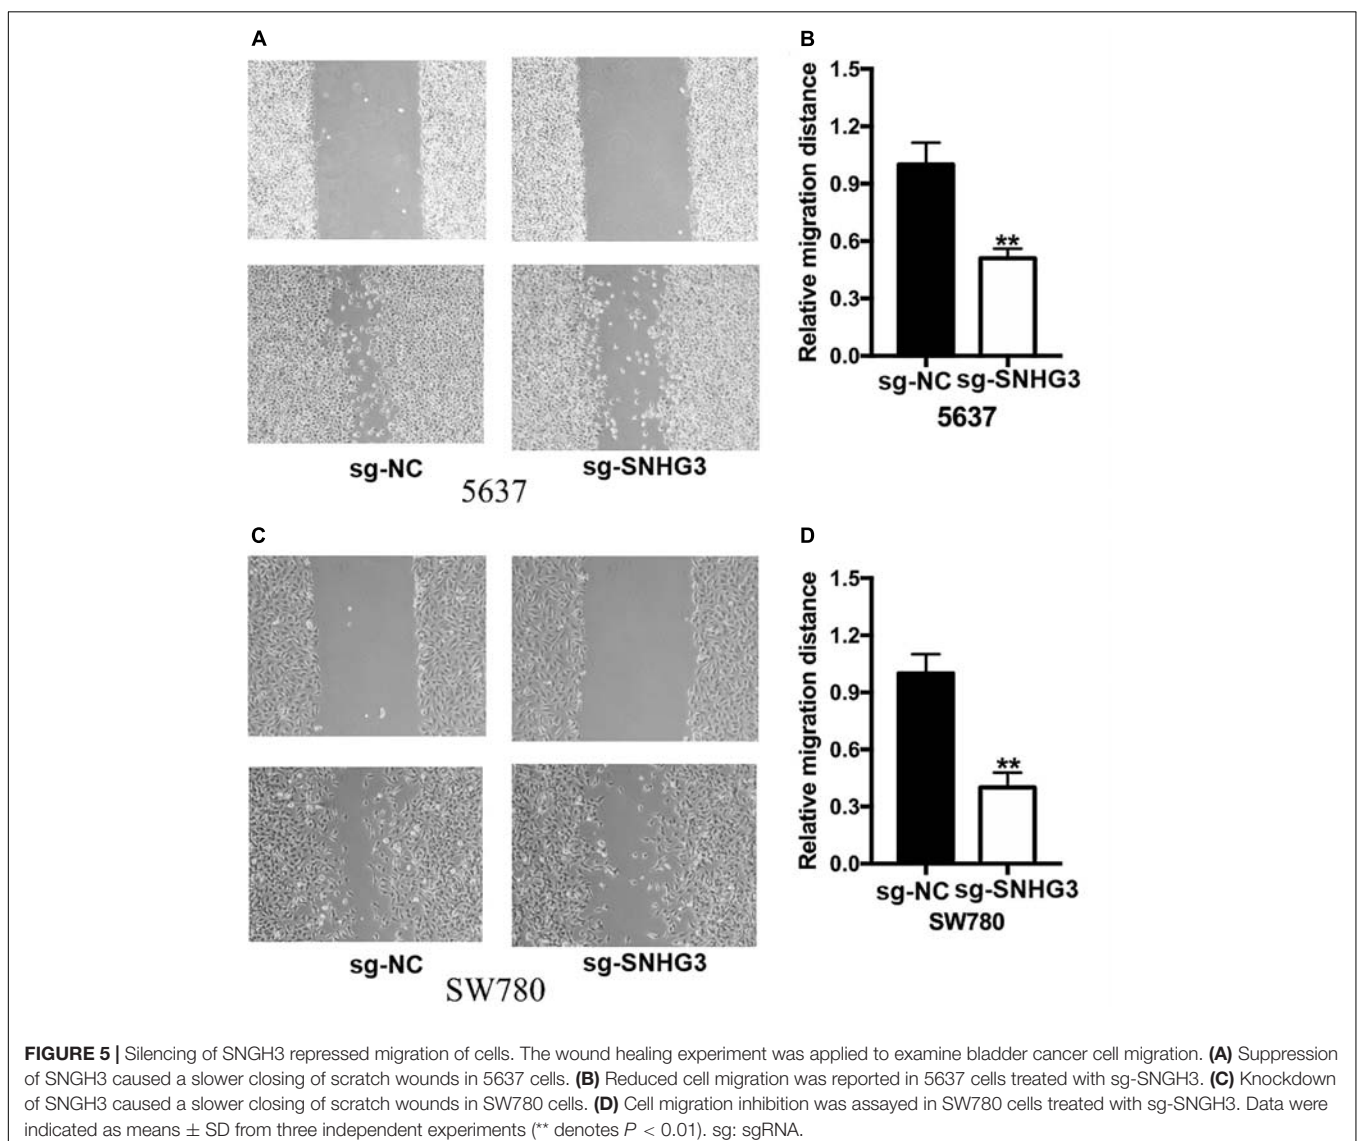 A
B
Relative migration distance
1.5
1.2
0.9
0.6
0.3
0.0
**
sg-NC sg-SNHG3
5637
sg-NC
sg-SNHG3
5637
C
D
Relative migration distance
1.5
1.2
0.9
0.6
0.3
0.0
**
sg-NC sg-SNHG3
SW780
sg-NC
sg-SNHG3
SW780
FIGURE 5 | Silencing of SNGH3 repressed migration of cells. The wound healing experiment was applied to examine bladder cancer cell migration. (A) Suppression
of SNGH3 caused a slower closing of scratch wounds in 5637 cells. (B) Reduced cell migration was reported in 5637 cells treated with sg-SNGH3. (C) Knockdown
of SNGH3 caused a slower closing of scratch wounds in SW780 cells. (D) Cell migration inhibition was assayed in SW780 cells treated with sg-SNGH3. Data were
indicated as means ± SD from three independent experiments (** denotes P < 0.01). sg: sgRNA.